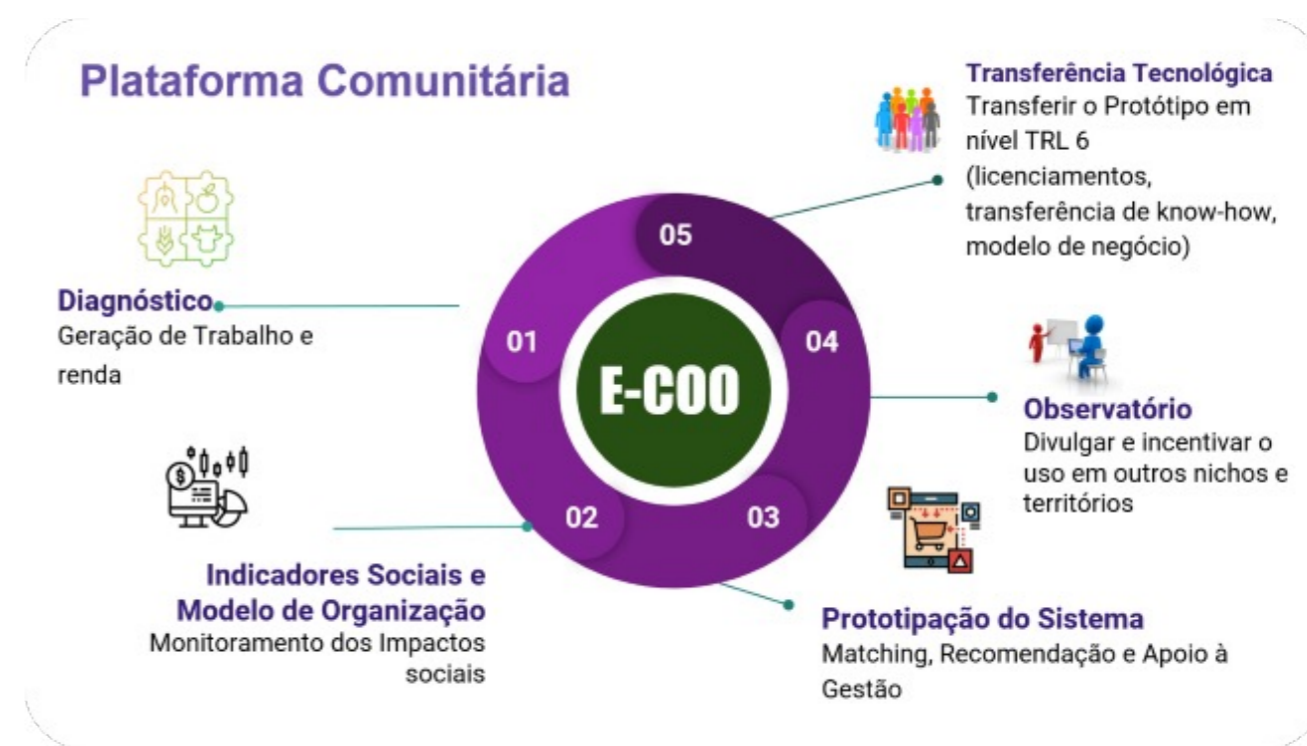 Plataforma Comunitária
01
Diagnóstico
Geração de Trabalho e
renda
02
Indicadores Sociais e
Modelo de Organização
Monitoramento dos Impactos
sociais
03
Prototipação do Sistema
Matching, Recomendação e Apoio à
Gestão
04
Observatório
Divulgar e incentivar o
uso em outros nichos e
territórios
05
Transferência Tecnológica
Transferir o Protótipo em
nível TRL 6
(licenciamentos,
transferência de know-how,
modelo de negócio)
E-COO
$